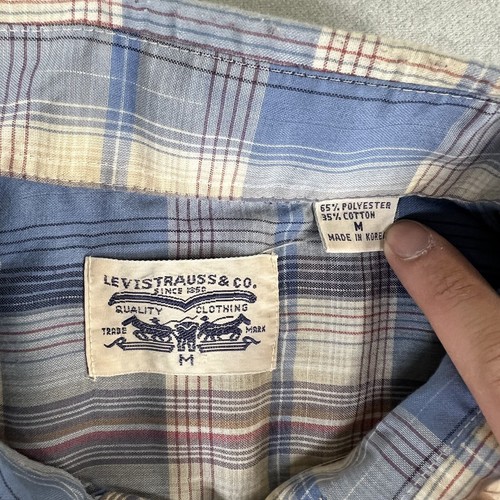 65% POLYESTER
35% COTTON
M
MADE IN KOREA
LEVI STRAUSS & CO.
SINCE 1850
QUALITY CLOTHING
TRADE MARK
M